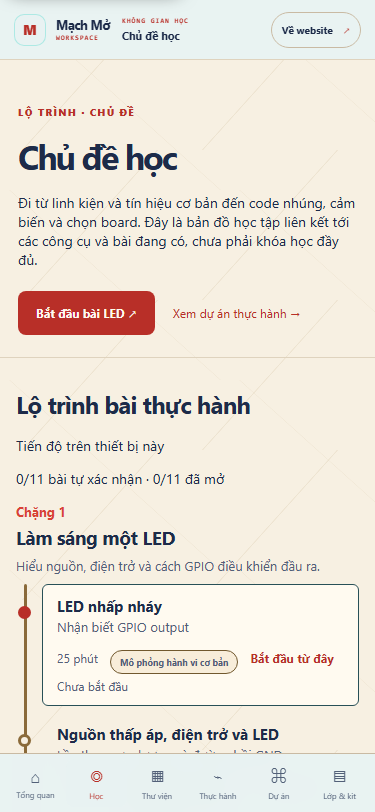 M
Mạch Mở
WORKSPACE
KHÔNG GIAN HỌC
Chủ đề học
Về website ↗
LỘ TRÌNH · CHỦ ĐỀ
Chủ đề học
Đi từ linh kiện và tín hiệu cơ bản đến code nhúng, cảm
biến và chọn board. Đây là bản đồ học tập liên kết tới
các công cụ và bài đang có, chưa phải khóa học đầy
đủ.
Bắt đầu bài LED ↗
Xem dự án thực hành →
Lộ trình bài thực hành
Tiến độ trên thiết bị này
0/11 bài tự xác nhận · 0/11 đã mở
Chặng 1
Làm sáng một LED
Hiểu nguồn, điện trở và cách GPIO điều khiển đầu ra.
LED nhấp nháy
Nhận biết GPIO output
25 phút
Mô phỏng hành vi cơ bản
Bắt đầu từ đây
Chưa bắt đầu
Nguồn thấp áp, điện trở và LED
Tổng quan
Học
Thư viện
Thực hành
Dự án
Lớp & kit